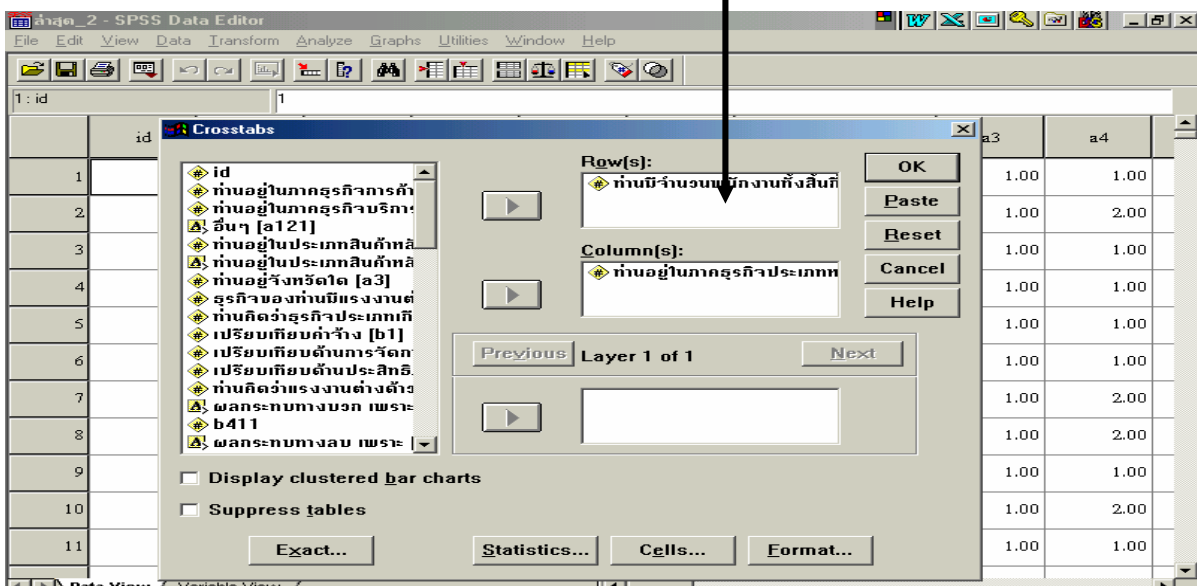 ล่าสุด_2 - SPSS Data Editor
File Edit View Data Transform Analyze Graphs Utilities Window Help
1 : id 1
id a3 a4
Crosstabs
id
ท่านอยู่ในภาคธุรกิจการค้า
ท่านอยู่ในภาคธุรกิจบริการ
อื่นๆ [a121]
ท่านอยู่ในประเภทสินค้าหลั
ท่านอยู่ในประเภทสินค้าหลั
ท่านอยู่จังหวัดใด [a3]
ธุรกิจของท่านมีแรงงานต่
ท่านคิดว่าธุรกิจประเภทเกี
เปรียบเทียบค่าจ้าง [b1]
เปรียบเทียบด้านการจัดก
เปรียบเทียบด้านประสิทธิ
ท่านคิดว่าแรงงานต่างด้าว
ผลกระทบทางบวก เพราะ
b411
ผลกระทบทางลบ เพราะ [
Row(s):
ท่านมีจำนวนพนักงานทั้งสิ้นกี่
Column(s):
ท่านอยู่ในภาคธุรกิจประเภทท
OK
Paste
Reset
Cancel
Help
Previous Layer 1 of 1 Next
Display clustered bar charts
Suppress tables
Exact... Statistics... Cells... Format...
1 1.00 1.00
2 1.00 2.00
3 1.00 1.00
4 1.00 1.00
5 1.00 1.00
6 1.00 1.00
7 1.00 2.00
8 1.00 2.00
9 1.00 1.00
10 1.00 2.00
11 1.00 1.00
Data View Variable View